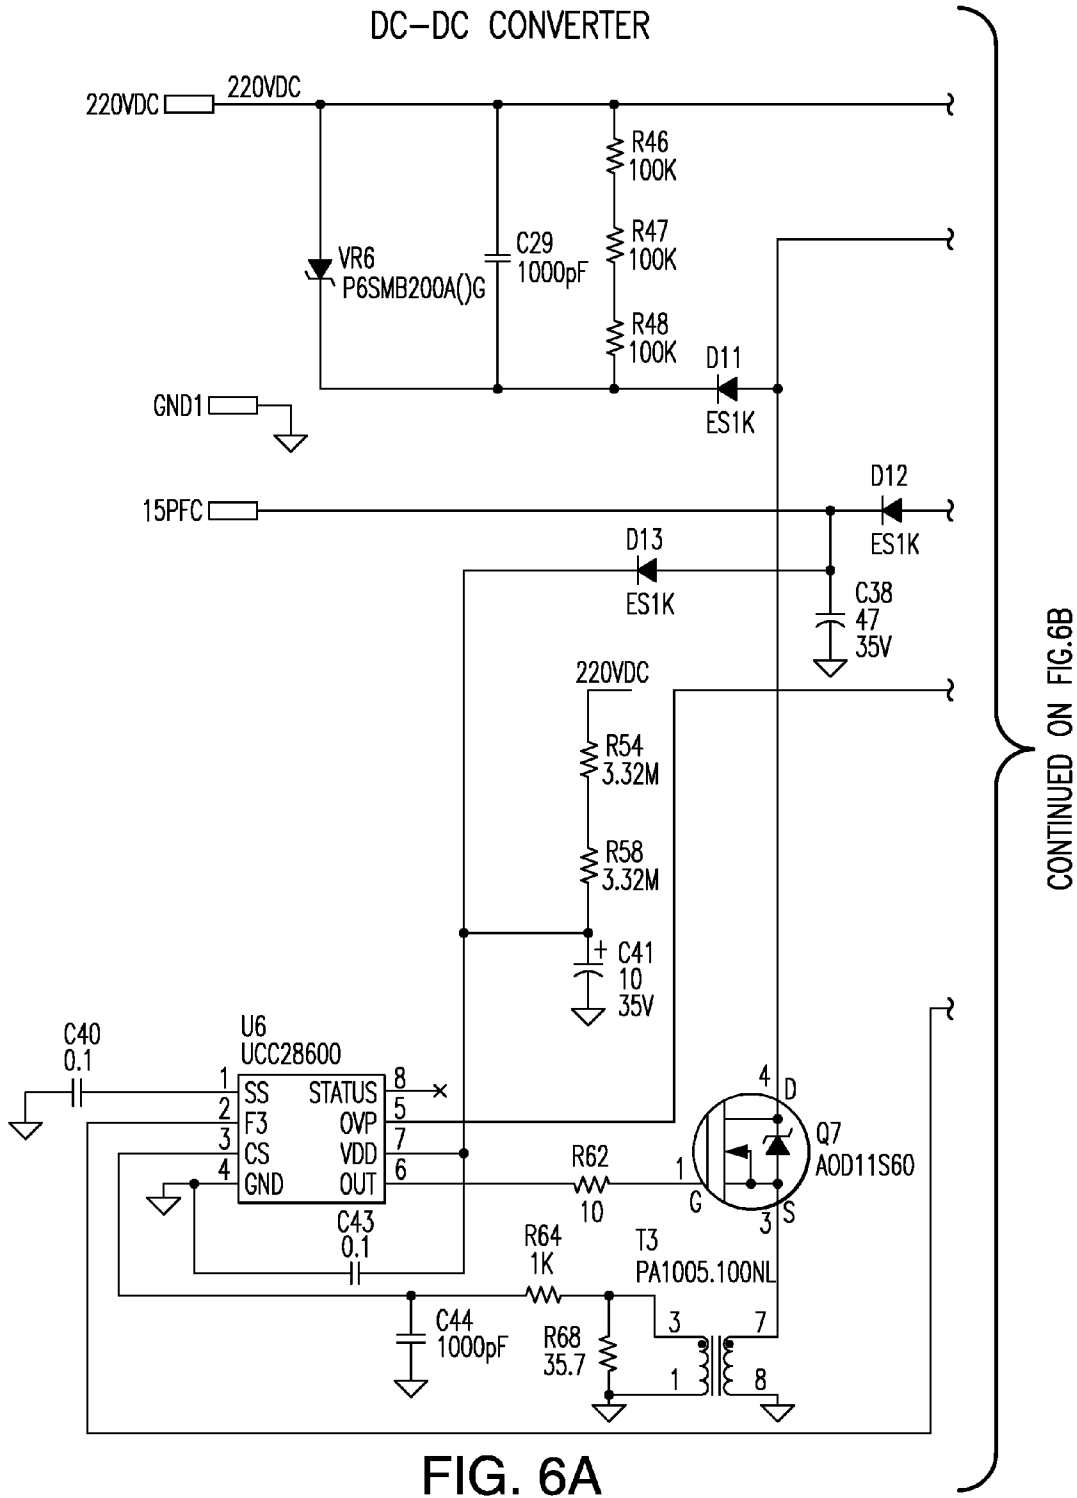 DC–DC CONVERTER
220VDC
220VDC
R46
100K
R47
100K
C29
1000pF
VR6
P6SMB200A()G
R48
100K
D11
ES1K
GND1
D12
ES1K
15PFC
D13
ES1K
C38
47
35V
220VDC
R54
3.32M
R58
3.32M
+
C41
10
35V
CONTINUED ON FIG.6B
C40
0.1
U6
UCC28600
1 SS STATUS 8
2 F3 OVP 5
3 CS VDD 7
4 GND OUT 6
R62
10
4 D
Q7
AOD11S60
1
G
3 S
C43
0.1
R64
1K
T3
PA1005.100NL
C44
1000pF
R68
35.7
3 7
1 8
FIG. 6A